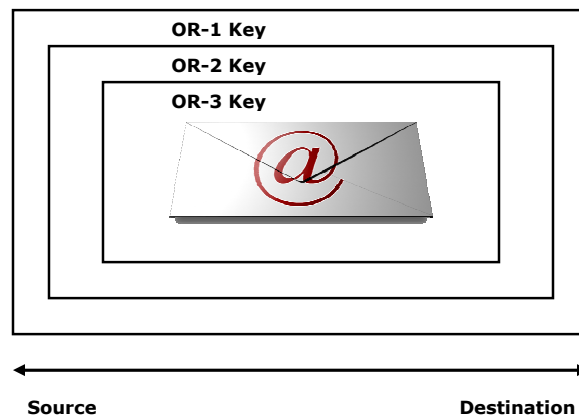 OR-1 Key
OR-2 Key
OR-3 Key
@
Source Destination